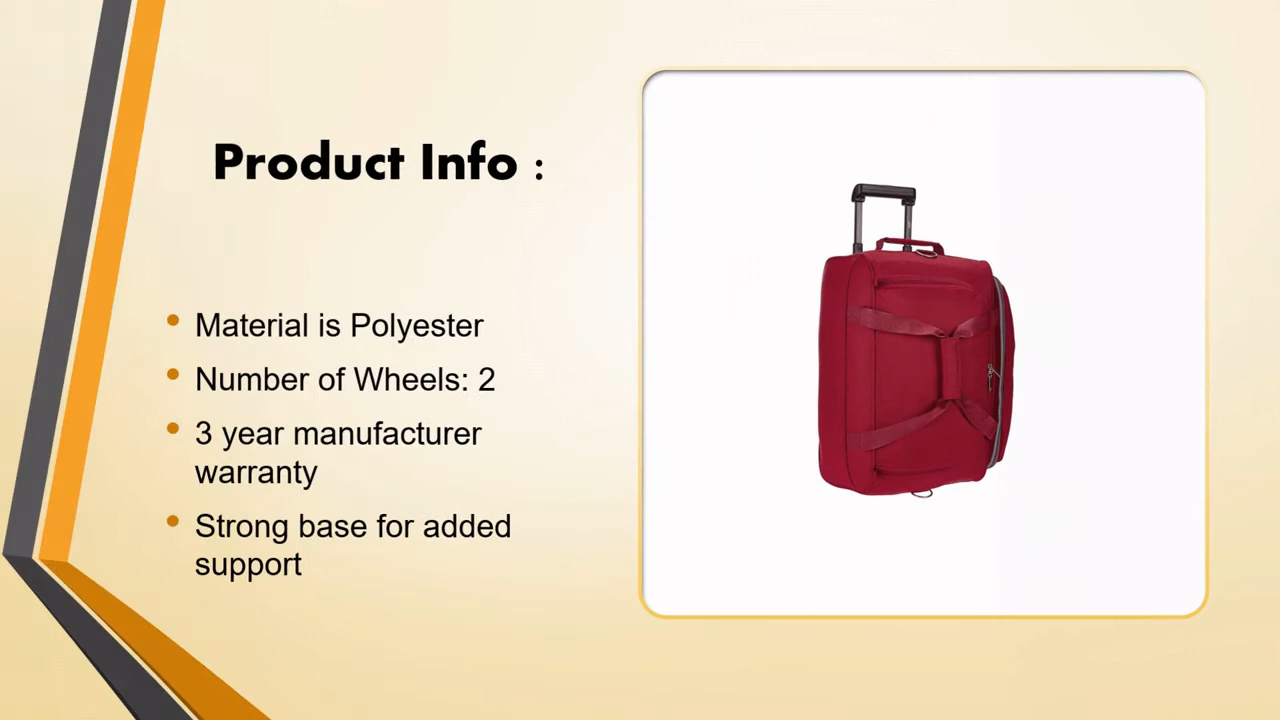 Product Info :
Material is Polyester
Number of Wheels: 2
3 year manufacturer
warranty
Strong base for added
support